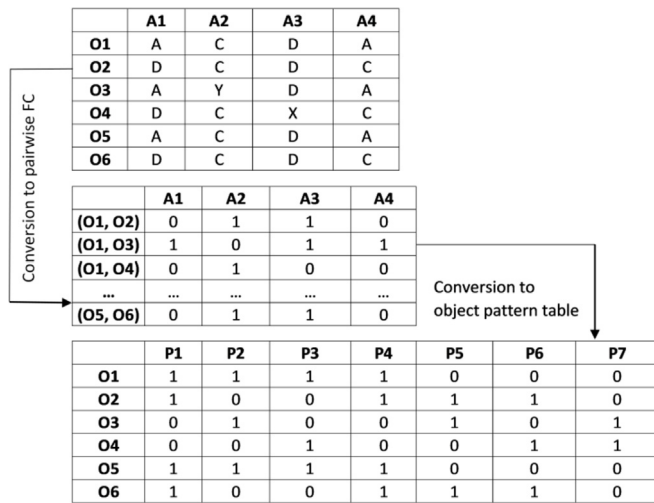 A1 A2 A3 A4
O1 A C D A
O2 D C D C
O3 A Y D A
O4 D C X C
O5 A C D A
O6 D C D C
Conversion to pairwise FC
A1 A2 A3 A4
(O1, O2) 0 1 1 0
(O1, O3) 1 0 1 1
(O1, O4) 0 1 0 0
... ... ... ... ...
(O5, O6) 0 1 1 0
Conversion to
object pattern table
P1 P2 P3 P4 P5 P6 P7
O1 1 1 1 1 0 0 0
O2 1 0 0 1 1 1 0
O3 0 1 0 0 1 0 1
O4 0 0 1 0 0 1 1
O5 1 1 1 1 0 0 0
O6 1 0 0 1 1 1 0